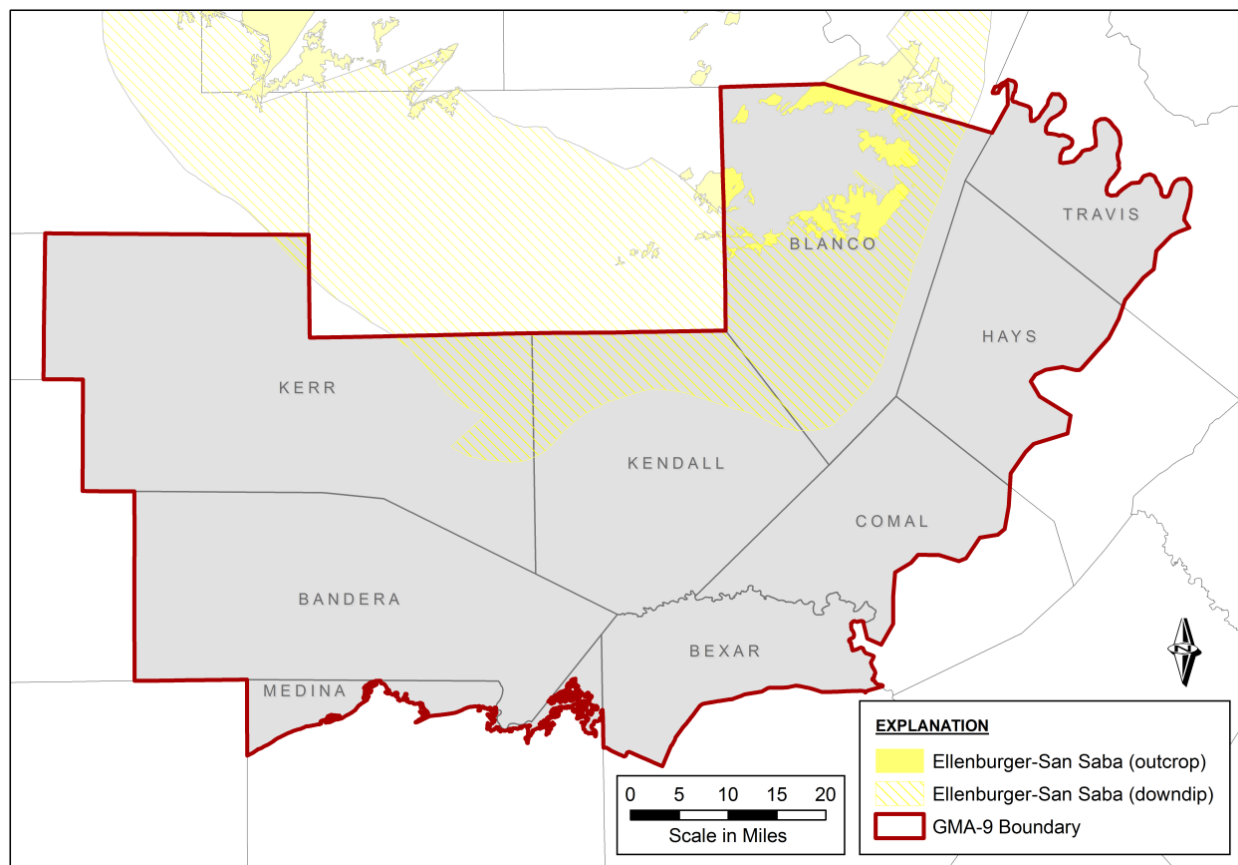 TRAVIS
BLANCO
HAYS
KERR
KENDALL
COMAL
BANDERA
BEXAR
MEDINA
N
EXPLANATION
Ellenburger-San Saba (outcrop)
Ellenburger-San Saba (downdip)
GMA-9 Boundary
0 5 10 15 20
Scale in Miles